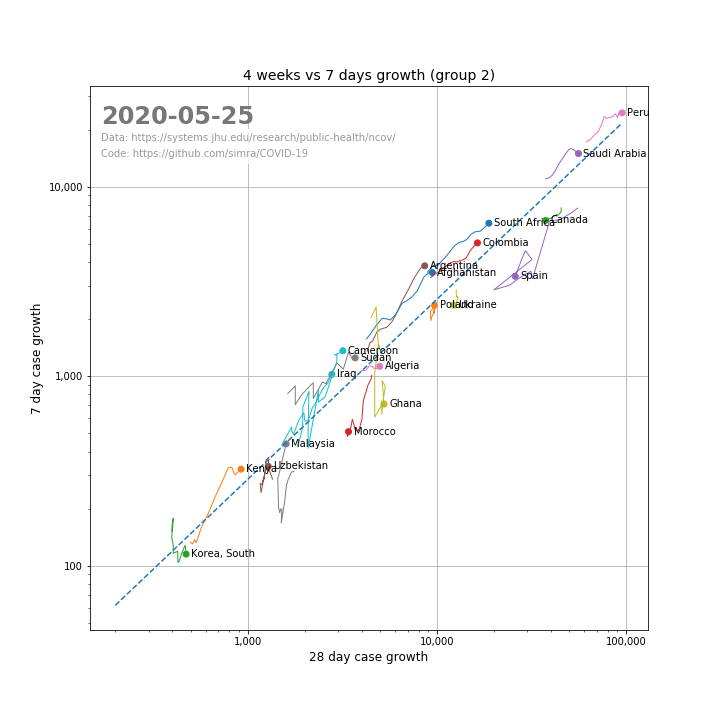 4 weeks vs 7 days growth (group 2)
2020-05-25
Data: https://systems.jhu.edu/research/public-health/ncov/
Code: https://github.com/simra/COVID-19
Peru
Saudi Arabia
10,000
South Africa
Canada
Colombia
Argentina
Afghanistan
Spain
Poland
Ukraine
Cameroon
Sudan
Algeria
1,000
Iraq
Ghana
Morocco
Malaysia
Kenya
Uzbekistan
100
Korea, South
1,000
10,000
100,000
28 day case growth
7 day case growth